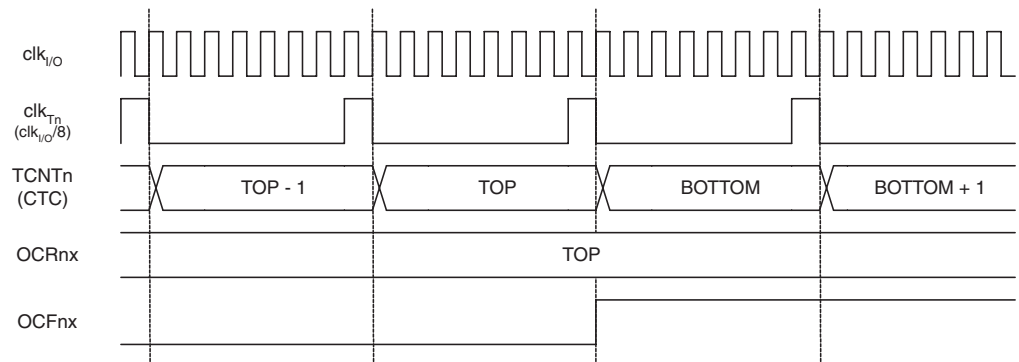 clkI/O
clkTn
(clkI/O/8)
TCNTn
(CTC)
TOP - 1
TOP
BOTTOM
BOTTOM + 1
OCRnx
TOP
OCFnx